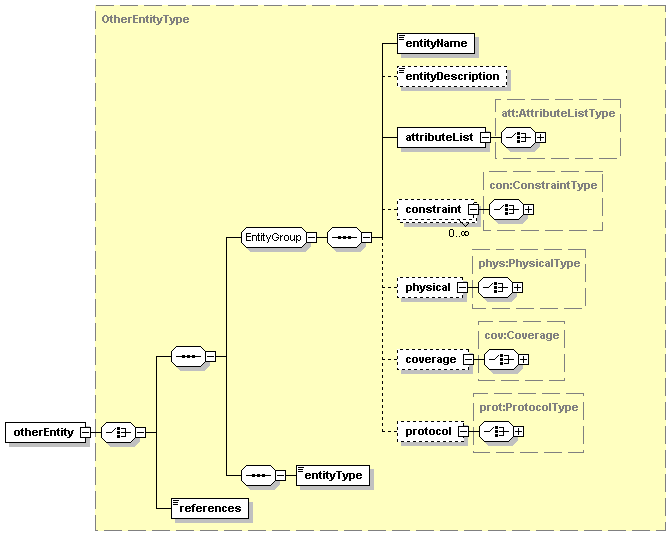 OtherEntityType
entityName
entityDescription
att:AttributeListType
attributeList
con:ConstraintType
constraint
0..∞
EntityGroup
phys:PhysicalType
physical
cov:Coverage
coverage
prot:ProtocolType
protocol
otherEntity
entityType
references